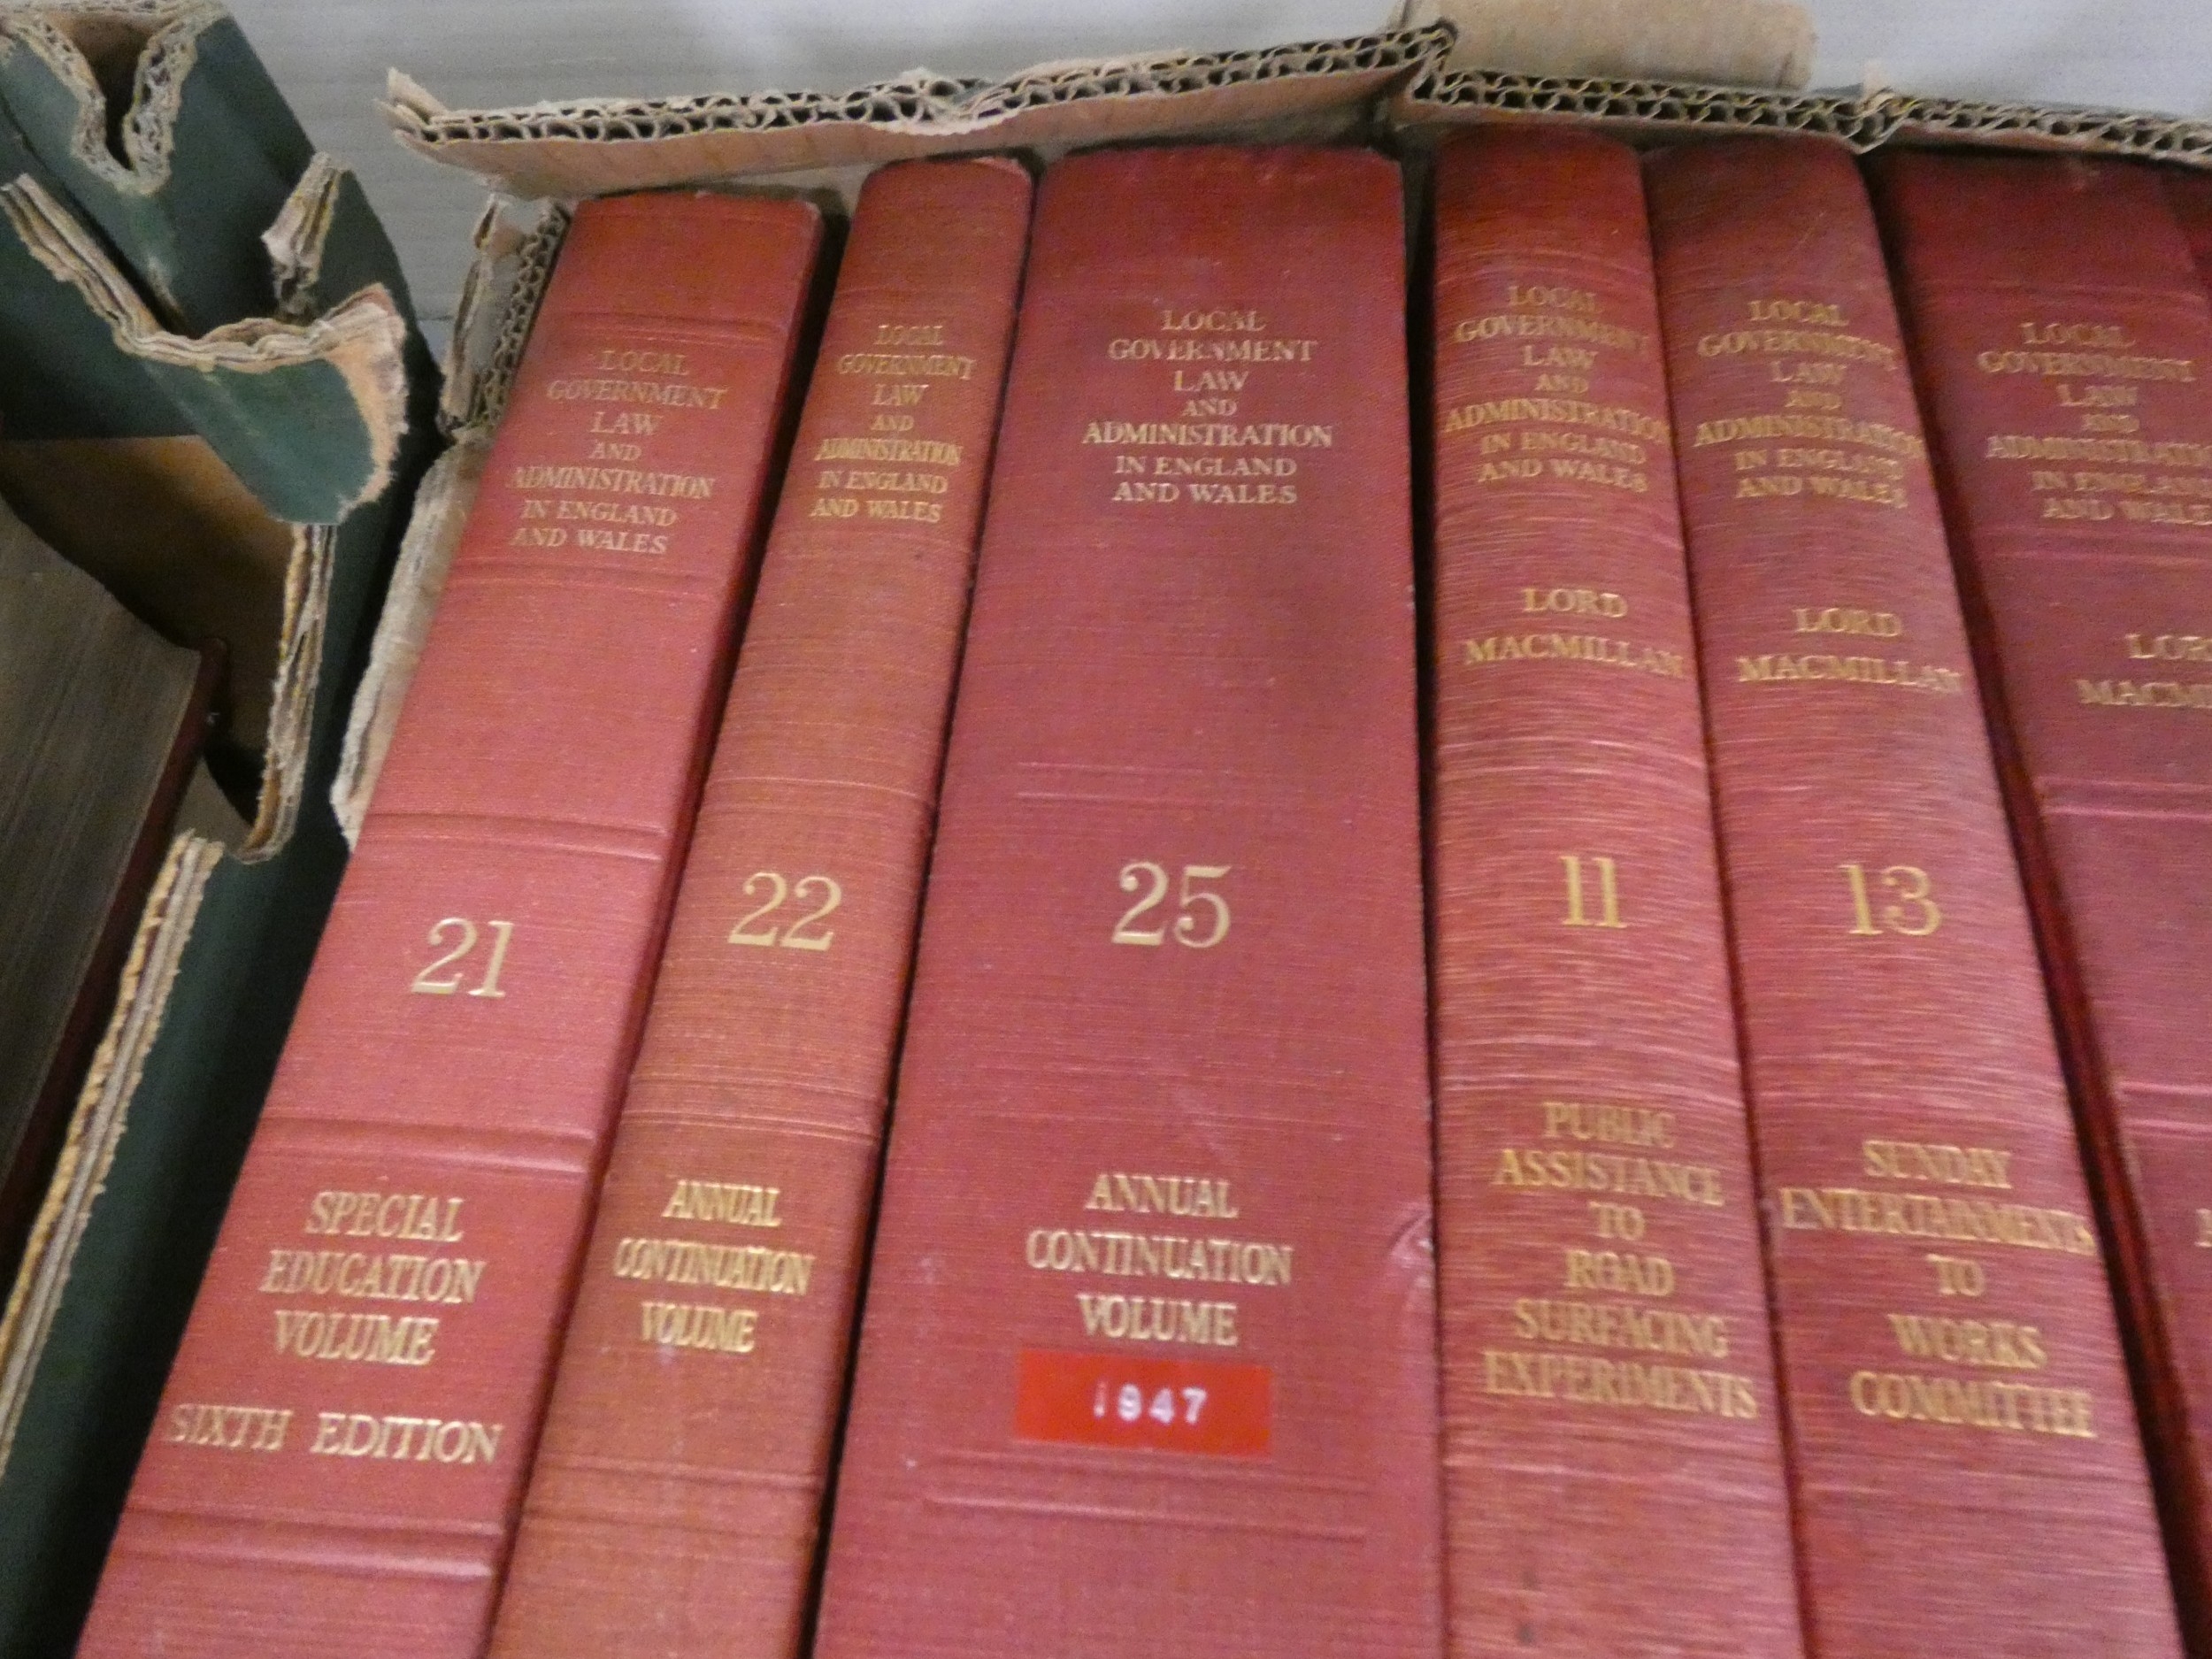 LOCAL
GOVERNMENT
LAW
AND
ADMINISTRATION
IN ENGLAND
AND WALES
21
SPECIAL
EDUCATION
VOLUME
SIXTH EDITION
LOCAL
GOVERNMENT
LAW
AND
ADMINISTRATION
IN ENGLAND
AND WALES
22
ANNUAL
CONTINUATION
VOLUME
LOCAL
GOVERNMENT
LAW
AND
ADMINISTRATION
IN ENGLAND
AND WALES
25
ANNUAL
CONTINUATION
VOLUME
1947
LOCAL
GOVERNMENT
LAW
AND
ADMINISTRATION
IN ENGLAND
AND WALES
LORD
MACMILLAN
11
PUBLIC
ASSISTANCE
TO
ROAD
SURFACING
EXPERIMENTS
LOCAL
GOVERNMENT
LAW
AND
ADMINISTRATION
IN ENGLAND
AND WALES
LORD
MACMILLAN
13
SUNDAY
ENTERTAINMENTS
TO
WORKS
COMMITTEE
LOCAL
GOVERNMENT
LAW
AND
IN
AND